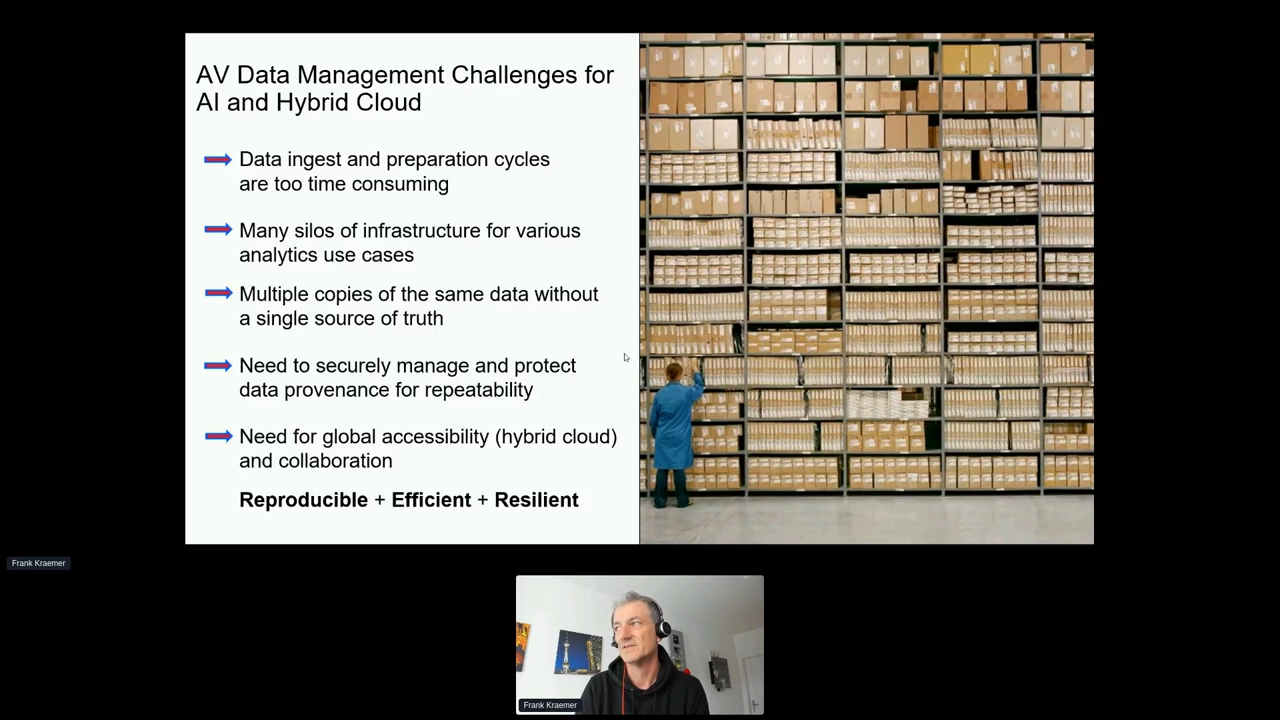 AV Data Management Challenges for
AI and Hybrid Cloud
Data ingest and preparation cycles
are too time consuming
Many silos of infrastructure for various
analytics use cases
Multiple copies of the same data without
a single source of truth
Need to securely manage and protect
data provenance for repeatability
Need for global accessibility (hybrid cloud)
and collaboration
Reproducible + Efficient + Resilient
Frank Kraemer
Frank Kraemer